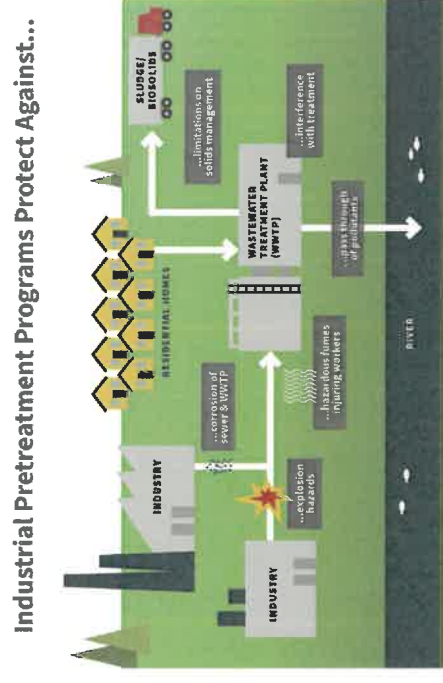 Industrial Pretreatment Programs Protect Against...
SLUDGE/
BIOSOLIDS
...limitations on
solids management
RESIDENTIAL HOMES
WASTEWATER
TREATMENT PLANT
(WWTP)
...interference
with treatment
...corrosion of
sewer & WWTP
INDUSTRY
...pass through
of pollutants
...hazardous fumes
injuring workers
...explosion
hazards
INDUSTRY
RIVER